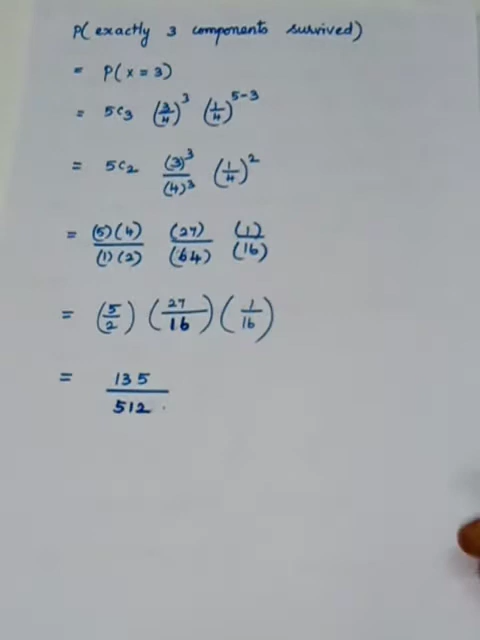 P(exactly 3 components survived)
= P(x=3)
= 5C3 (3/4)^3 (1/4)^5-3
= 5C2 (3)^3/(4)^3 (1/4)^2
= (5)(4)/(1)(2) (27)/(64) (1)/(16)
= (5/2) (27/16) (1/16)
= 135/512